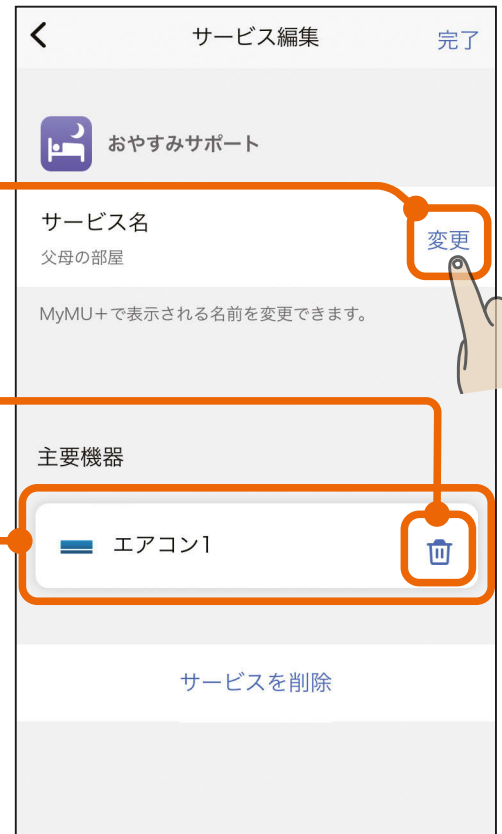 サービス編集
完了
おやすみサポート
サービス名
変更
父母の部屋
MyMU+で表示される名前を変更できます。
主要機器
エアコン1
サービスを削除